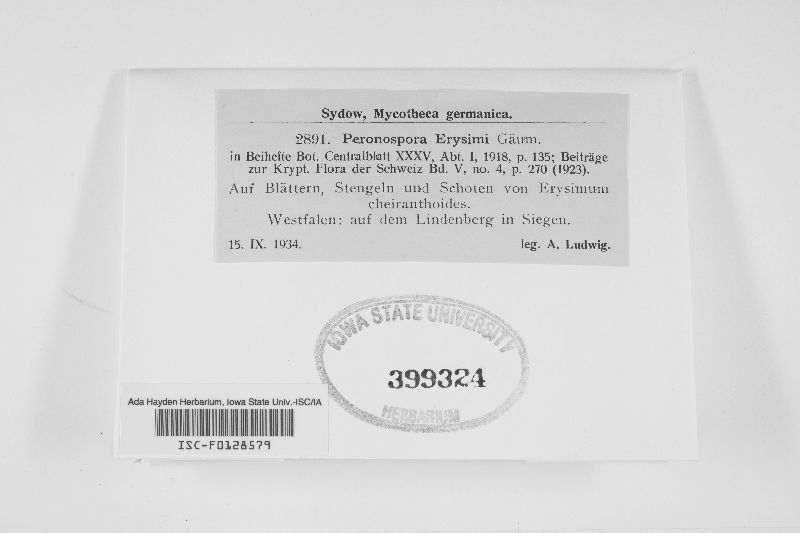 Sydow, Mycotheca germanica.
2891. Peronospora Erysimi Gäum.
in Beihefte Bot. Centralblatt XXXV, Abt. I, 1918, p. 135; Beiträge
zur Krypt. Flora der Schweiz Bd. V, no. 4, p. 270 (1923).
Auf Blättern, Stengeln und Schoten von Erysimum
cheiranthoides.
Westfalen: auf dem Lindenberg in Siegen.
15. IX. 1934. leg. A. Ludwig.
IOWA STATE UNIVERSITY
399324
HERBARIUM
Ada Hayden Herbarium, Iowa State Univ.-ISC/IA
ISC-F0128579